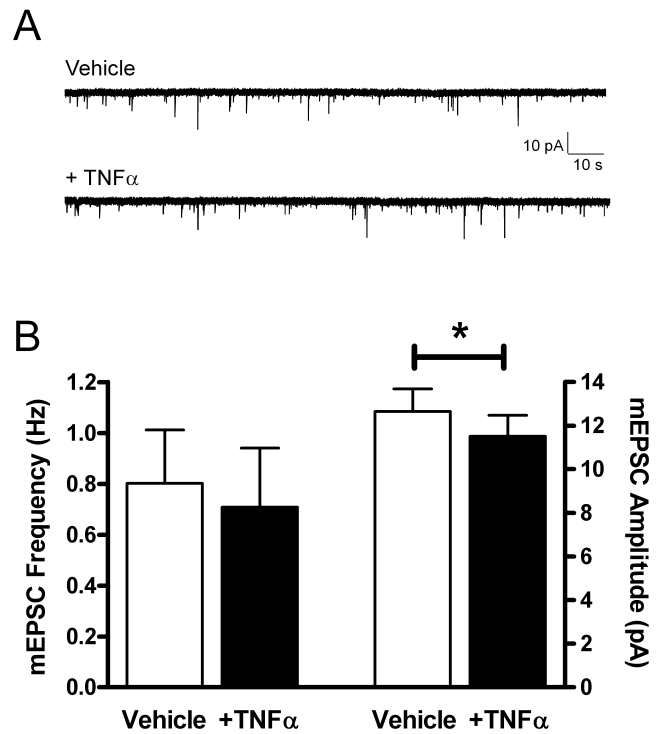 A
Vehicle
10 pA
10 s
+ TNFα
B
*
mEPSC Frequency (Hz)
1.2
1.0
0.8
0.6
0.4
0.2
0.0
14
12
10
8
6
4
2
0
mEPSC Amplitude (pA)
Vehicle +TNFα Vehicle +TNFα